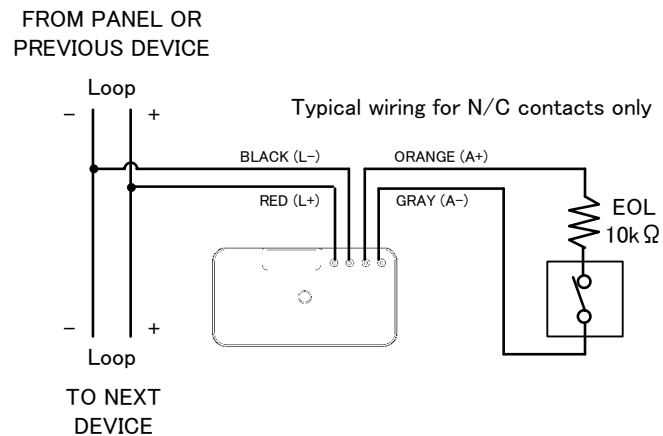 FROM PANEL OR
PREVIOUS DEVICE
Loop
− +
Typical wiring for N/C contacts only
BLACK (L−)
ORANGE (A+)
RED (L+)
GRAY (A−)
EOL
10kΩ
− +
Loop
TO NEXT
DEVICE